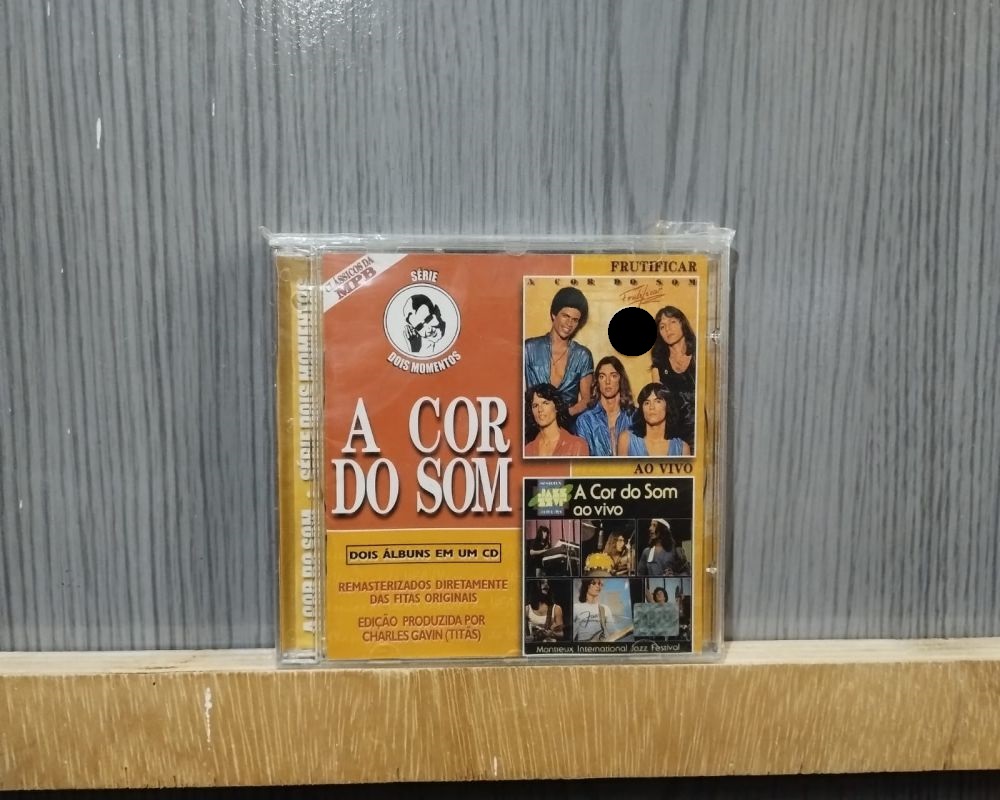 CLÁSSICOS DA
MPB
SÉRIE
DOIS MOMENTOS
A COR
DO SOM
DOIS ÁLBUNS EM UM CD
REMASTERIZADOS DIRETAMENTE
DAS FITAS ORIGINAIS
EDIÇÃO PRODUZIDA POR
CHARLES GAVIN (TITÃS)
FRUTIFICAR
A COR DO SOM
Frutificar
AO VIVO
A Cor do Som
ao vivo
Montreux International Jazz Festival
A COR DO SOM SÉRIE DOIS MOMENTOS